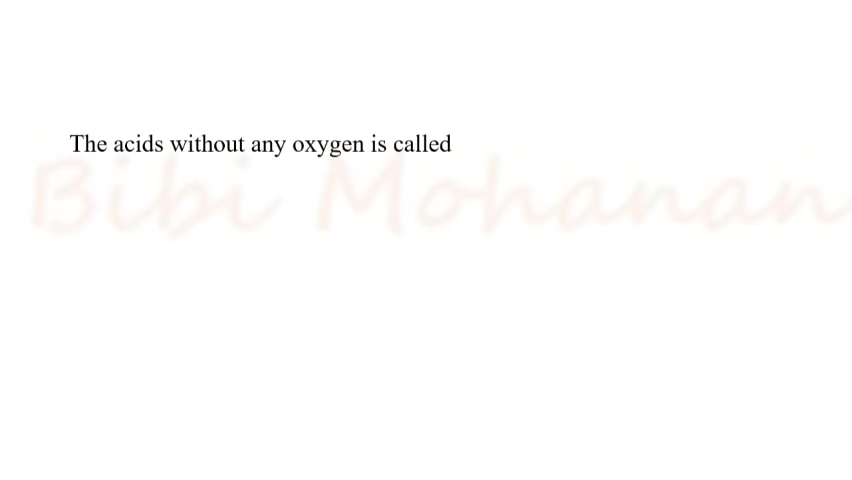 The acids without any oxygen is called
Bibi Mohanan